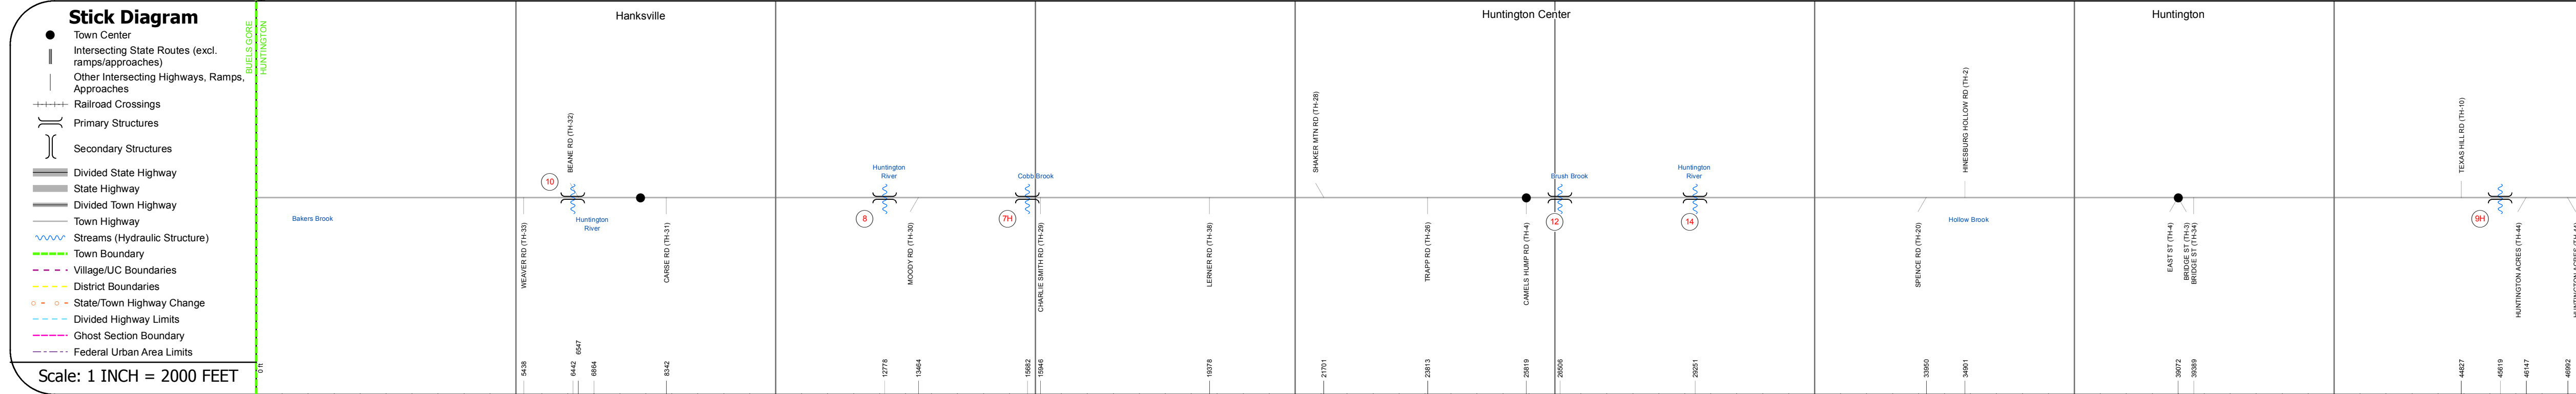 Stick Diagram
Town Center
Intersecting State Routes (excl.
ramps/approaches)
Other Intersecting Highways, Ramps,
Approaches
Railroad Crossings
Primary Structures
Secondary Structures
Divided State Highway
State Highway
Divided Town Highway
Town Highway
Streams (Hydraulic Structure)
Town Boundary
Village/UC Boundaries
District Boundaries
State/Town Highway Change
Divided Highway Limits
Ghost Section Boundary
Federal Urban Area Limits
Scale: 1 INCH = 2000 FEET
BUELS GORE
HUNTINGTON
Hanksville
Huntington Center
Huntington
BEANE RD (TH-32)
SHAKER MTN RD (TH-28)
HINESBURG HOLLOW RD (TH-2)
TEXAS HILL RD (TH-10)
10
Huntington
River
Cobb Brook
Brush Brook
Huntington
River
Bakers Brook
Huntington
River
8
7H
12
14
Hollow Brook
9H
WEAVER RD (TH-33)
CARSE RD (TH-31)
MOODY RD (TH-30)
CHARLIE SMITH RD (TH-29)
LERNER RD (TH-38)
TRAPP RD (TH-26)
CAMELS HUMP RD (TH-4)
SPENCE RD (TH-20)
EAST ST (TH-4)
BRIDGE ST (TH-3)
BRIDGE ST (TH-34)
HUNTINGTON ACRES (TH-44)
0 ft
5438
6442
6547
6864
8342
12778
13464
15682
15946
19378
21701
23813
25819
26506
29251
33950
34901
39072
39389
44827
45619
46147
46992